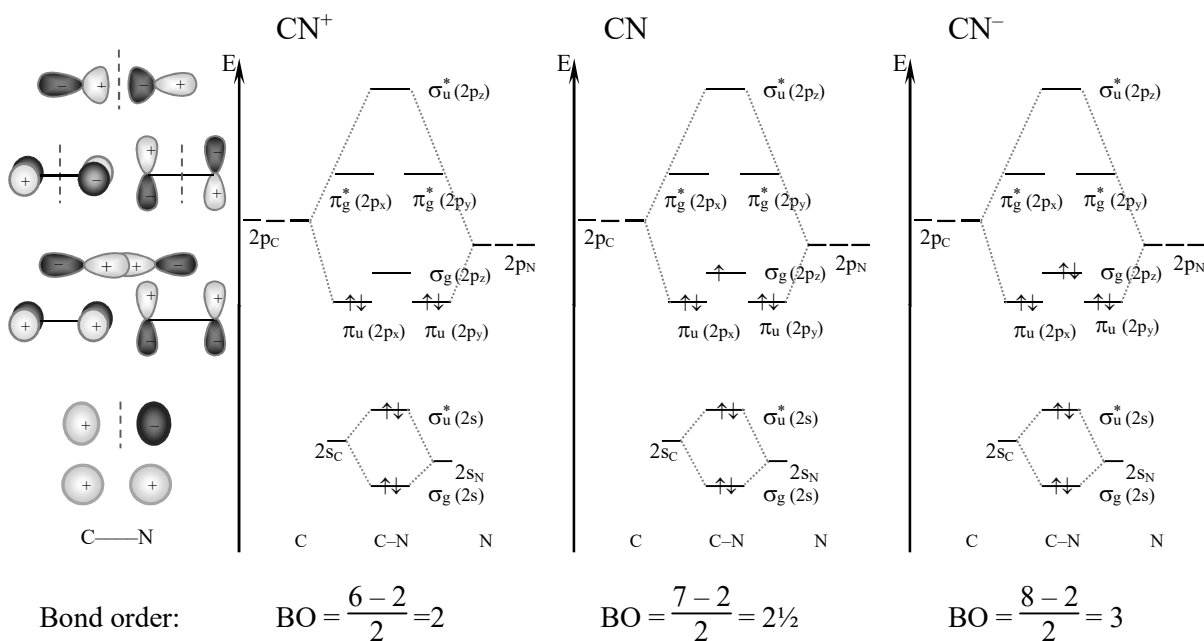 CN⁺ CN CN⁻
E E E
σ*u (2pz) σ*u (2pz) σ*u (2pz)
− + − +
+ −
+ − − +
π*g (2px) π*g (2py) π*g (2px) π*g (2py) π*g (2px) π*g (2py)
2pC 2pN 2pC 2pN 2pC 2pN
− + + −
σg (2pz) ↑ σg (2pz) ↑↓ σg (2pz)
+ +
+ + − −
↑↓ ↑↓ ↑↓ ↑↓ ↑↓ ↑↓
πu (2px) πu (2py) πu (2px) πu (2py) πu (2px) πu (2py)
+ −
↑↓ σ*u (2s) ↑↓ σ*u (2s) ↑↓ σ*u (2s)
2sC 2sN 2sC 2sN 2sC 2sN
+ +
↑↓ σg (2s) ↑↓ σg (2s) ↑↓ σg (2s)
C——N C C–N N C C–N N C C–N N
Bond order: BO = (6 – 2)/2 =2 BO = (7 – 2)/2 = 2½ BO = (8 – 2)/2 = 3